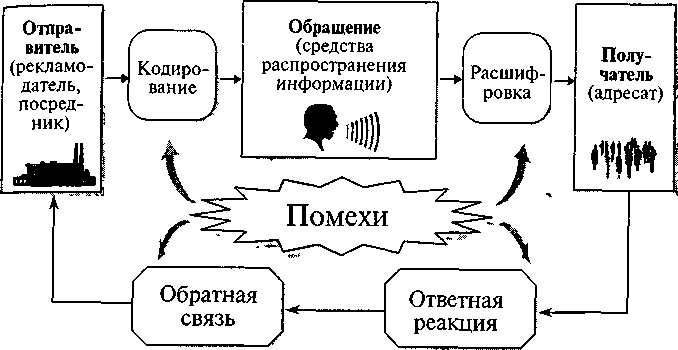 Отпра-
витель
(рекламо-
датель,
посред-
ник)
Кодиро-
вание
Обращение
(средства
распространения
информации)
Расшиф-
ровка
Полу-
чатель
(адресат)
Помехи
Обратная
связь
Ответная
реакция